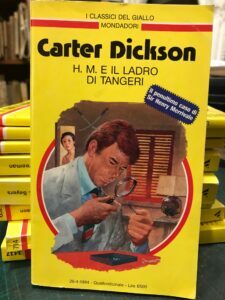 I CLASSICI DEL GIALLO
MONDADORI
Carter Dickson
H. M. E IL LADRO
DI TANGERI
Il penultimo caso di
Sir Henry Merrivale